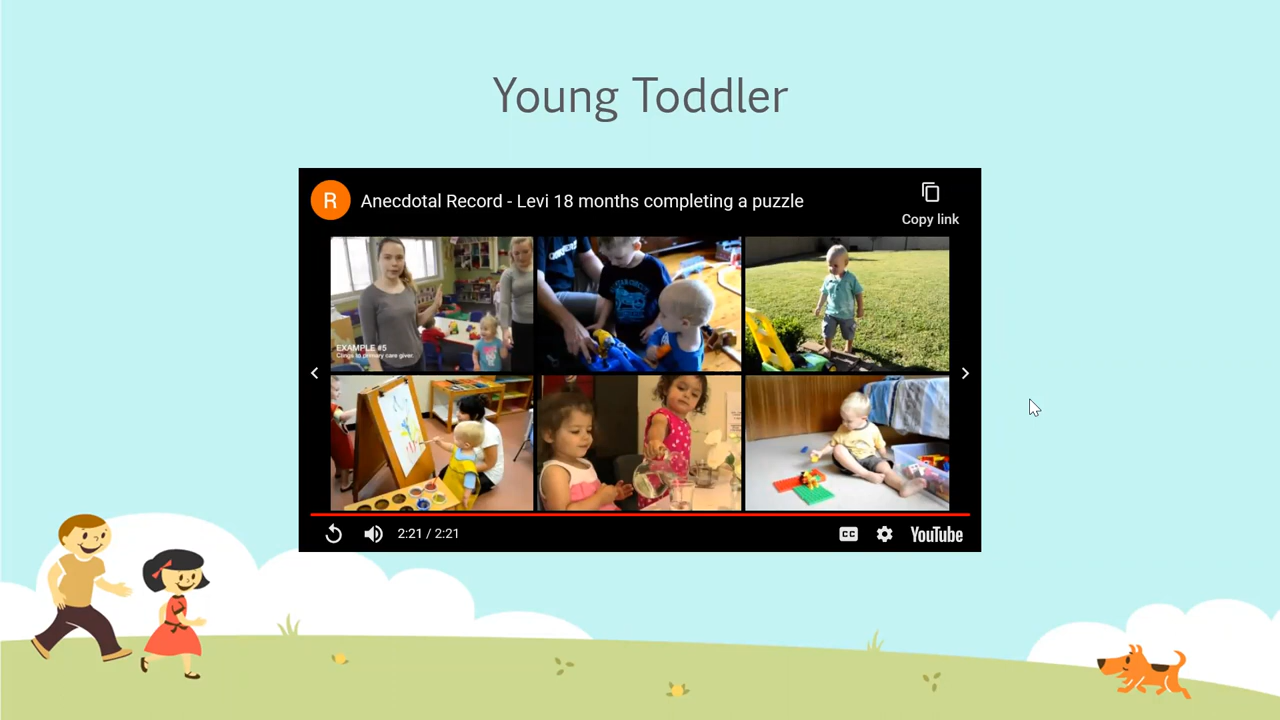 Young Toddler
R
Anecdotal Record - Levi 18 months completing a puzzle
Copy link
EXAMPLE #5
Clings to primary care giver.
2:21 / 2:21
CC
YouTube